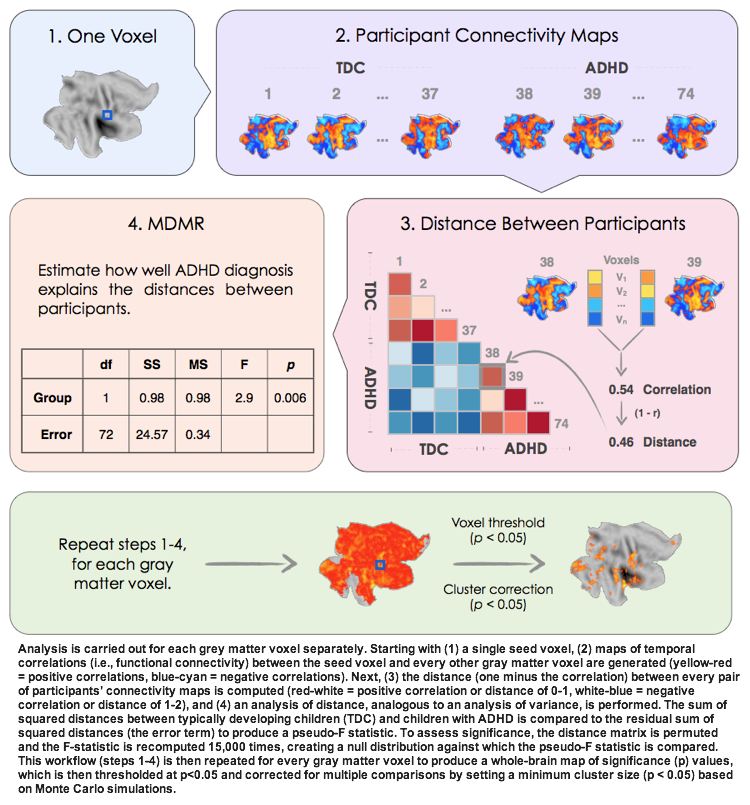 1. One Voxel
2. Participant Connectivity Maps
TDC
ADHD
1 2 ... 37 38 39 ... 74
... ...
4. MDMR
Estimate how well ADHD diagnosis
explains the distances between
participants.
df SS MS F p
Group 1 0.98 0.98 2.9 0.006
Error 72 24.57 0.34
3. Distance Between Participants
1
2
...
37
38
39
...
74
TDC
ADHD
TDC
ADHD
38
Voxels
39
V1
V2
...
Vn
0.54 Correlation
(1 - r)
0.46 Distance
Repeat steps 1-4,
for each gray
matter voxel.
Voxel threshold
(p < 0.05)
Cluster correction
(p < 0.05)
Analysis is carried out for each grey matter voxel separately. Starting with (1) a single seed voxel, (2) maps of temporal
correlations (i.e., functional connectivity) between the seed voxel and every other gray matter voxel are generated (yellow-red
= positive correlations, blue-cyan = negative correlations). Next, (3) the distance (one minus the correlation) between every pair
of participants' connectivity maps is computed (red-white = positive correlation or distance of 0-1, white-blue = negative
correlation or distance of 1-2), and (4) an analysis of distance, analogous to an analysis of variance, is performed. The sum of
squared distances between typically developing children (TDC) and children with ADHD is compared to the residual sum of
squared distances (the error term) to produce a pseudo-F statistic. To assess significance, the distance matrix is permuted
and the F-statistic is recomputed 15,000 times, creating a null distribution against which the pseudo-F statistic is compared.
This workflow (steps 1-4) is then repeated for every gray matter voxel to produce a whole-brain map of significance (p) values,
which is then thresholded at p<0.05 and corrected for multiple comparisons by setting a minimum cluster size (p < 0.05) based
on Monte Carlo simulations.